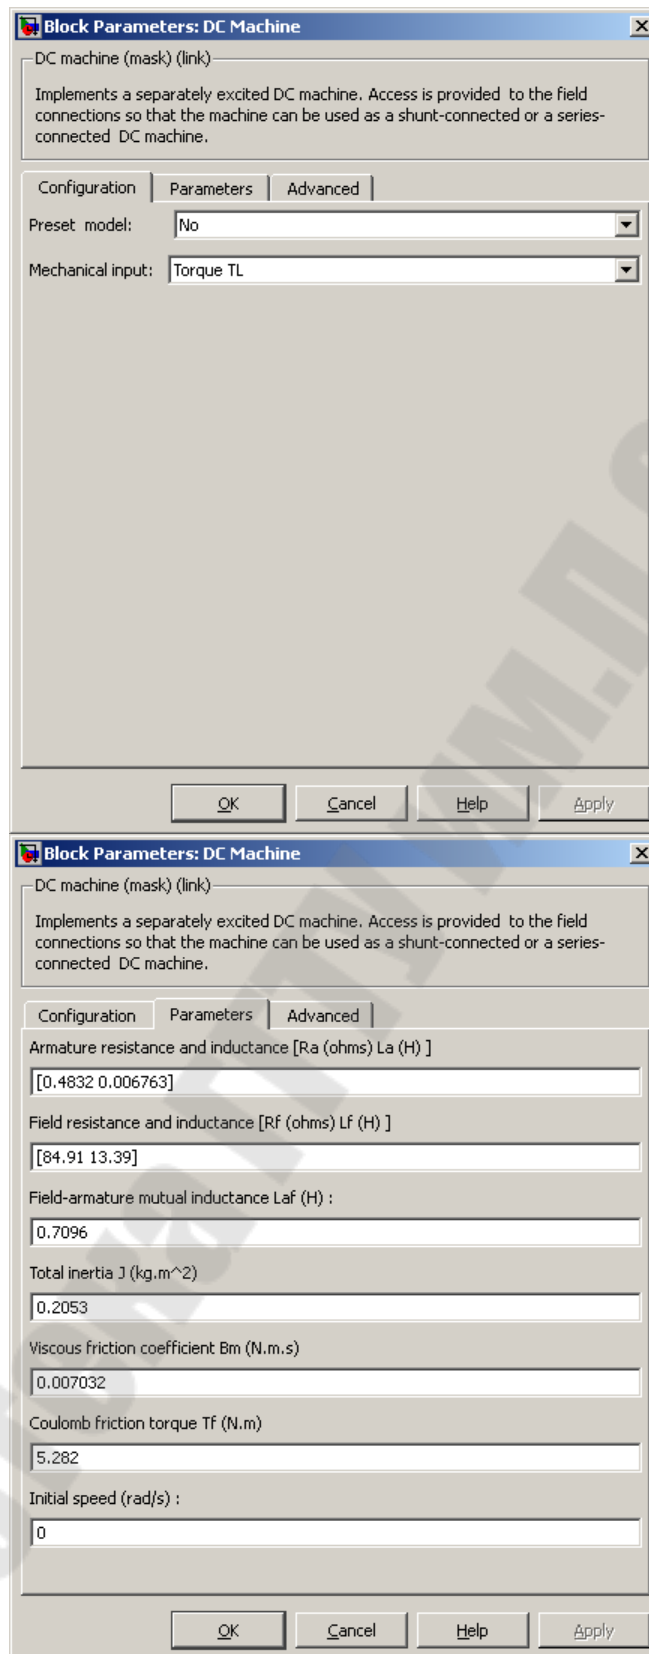 Block Parameters: DC Machine
DC machine (mask) (link)
Implements a separately excited DC machine. Access is provided to the field
connections so that the machine can be used as a shunt-connected or a series-
connected DC machine.
Configuration Parameters Advanced
Preset model: No
Mechanical input: Torque TL
OK Cancel Help Apply
Block Parameters: DC Machine
DC machine (mask) (link)
Implements a separately excited DC machine. Access is provided to the field
connections so that the machine can be used as a shunt-connected or a series-
connected DC machine.
Configuration Parameters Advanced
Armature resistance and inductance [Ra (ohms) La (H) ]
[0.4832 0.006763]
Field resistance and inductance [Rf (ohms) Lf (H) ]
[84.91 13.39]
Field-armature mutual inductance Laf (H) :
0.7096
Total inertia J (kg.m^2)
0.2053
Viscous friction coefficient Bm (N.m.s)
0.007032
Coulomb friction torque Tf (N.m)
5.282
Initial speed (rad/s) :
0
OK Cancel Help Apply